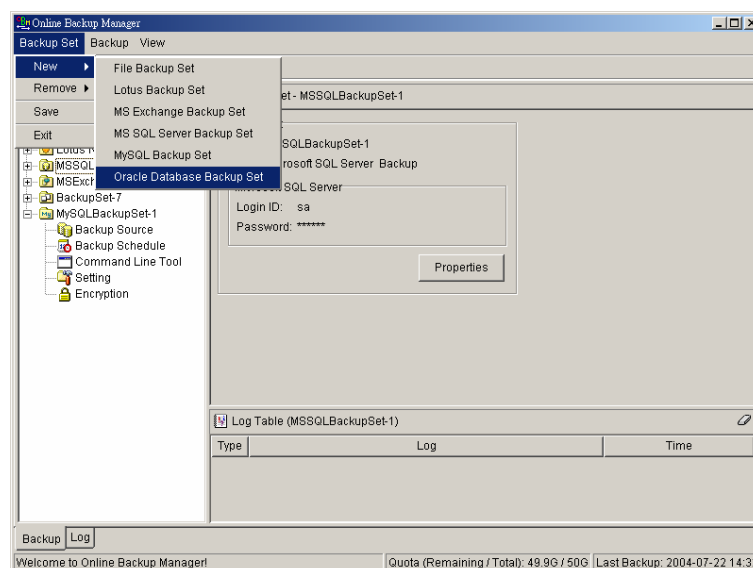 Online Backup Manager
Backup Set Backup View
New
Remove
Save
Exit
File Backup Set
Lotus Backup Set
MS Exchange Backup Set
MS SQL Server Backup Set
MySQL Backup Set
Oracle Database Backup Set
et - MSSQLBackupSet-1
SQLBackupSet-1
rosoft SQL Server Backup
SQL Server
Login ID: sa
Password: ******
Properties
Lotus N
MSSQL
MSExch
BackupSet-7
MySQLBackupSet-1
Backup Source
Backup Schedule
Command Line Tool
Setting
Encryption
Log Table (MSSQLBackupSet-1)
Type Log Time
Backup Log
Welcome to Online Backup Manager! Quota (Remaining / Total): 49.9G / 50G Last Backup: 2004-07-22 14:3